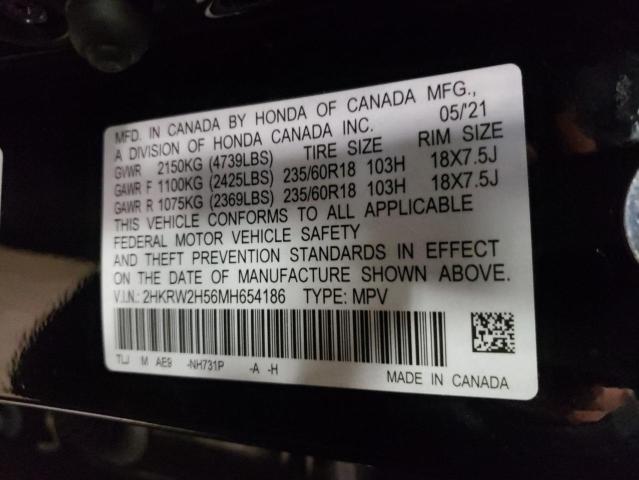 MFD. IN CANADA BY HONDA OF CANADA MFG.,
A DIVISION OF HONDA CANADA INC. 05/'21
GVWR 2150KG (4739LBS) TIRE SIZE RIM SIZE
GAWR F 1100KG (2425LBS) 235/60R18 103H 18X7.5J
GAWR R 1075KG (2369LBS) 235/60R18 103H 18X7.5J
THIS VEHICLE CONFORMS TO ALL APPLICABLE
FEDERAL MOTOR VEHICLE SAFETY
AND THEFT PREVENTION STANDARDS IN EFFECT
ON THE DATE OF MANUFACTURE SHOWN ABOVE.
V.I.N.: 2HKRW2H56MH654186 TYPE: MPV
TLJ M AE9 -NH731P -A -H
MADE IN CANADA